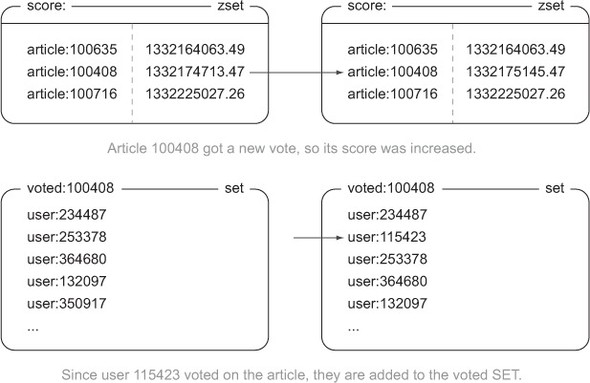 score: zset score: zset
article:100635 1332164063.49 article:100635 1332164063.49
article:100408 1332174713.47 article:100408 1332175145.47
article:100716 1332225027.26 article:100716 1332225027.26
Article 100408 got a new vote, so its score was increased.
voted:100408 set voted:100408 set
user:234487 user:234487
user:253378 user:115423
user:364680 user:253378
user:132097 user:364680
user:350917 user:132097
... ...
Since user 115423 voted on the article, they are added to the voted SET.